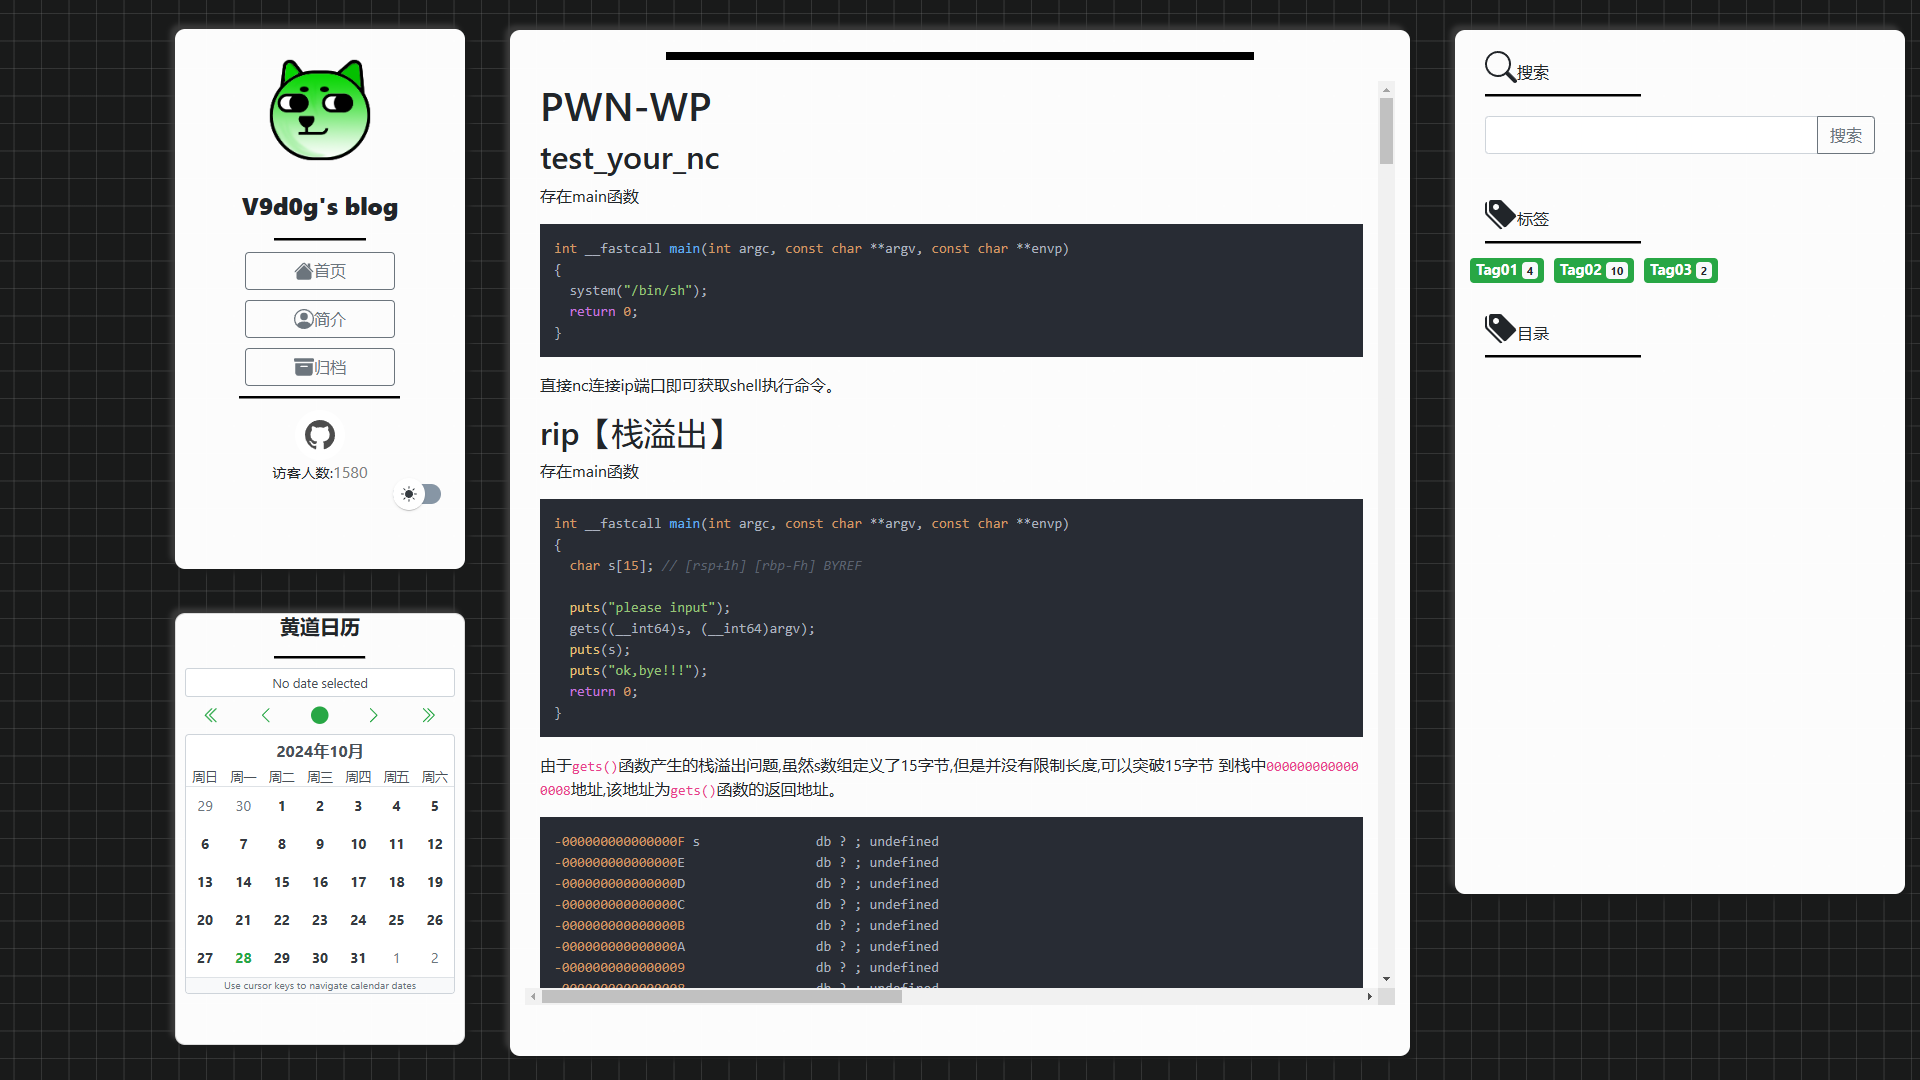 V9d0g's blog
首页
简介
归档
访客人数:1580
黄道日历
No date selected
2024年10月
周日 周一 周二 周三 周四 周五 周六
29 30 1 2 3 4 5
6 7 8 9 10 11 12
13 14 15 16 17 18 19
20 21 22 23 24 25 26
27 28 29 30 31 1 2
Use cursor keys to navigate calendar dates
PWN-WP
test_your_nc
存在main函数
int __fastcall main(int argc, const char **argv, const char **envp)
{
  system("/bin/sh");
  return 0;
}
直接nc连接ip端口即可获取shell执行命令。
rip【栈溢出】
存在main函数
int __fastcall main(int argc, const char **argv, const char **envp)
{
  char s[15]; // [rsp+1h] [rbp-Fh] BYREF
  puts("please input");
  gets((__int64)s, (__int64)argv);
  puts(s);
  puts("ok,bye!!!");
  return 0;
}
由于gets()函数产生的栈溢出问题,虽然s数组定义了15字节,但是并没有限制长度,可以突破15字节 到栈中000000000000
0008地址,该地址为gets()函数的返回地址。
-000000000000000F s               db ? ; undefined
-000000000000000E                 db ? ; undefined
-000000000000000D                 db ? ; undefined
-000000000000000C                 db ? ; undefined
-000000000000000B                 db ? ; undefined
-000000000000000A                 db ? ; undefined
-0000000000000009                 db ? ; undefined
-0000000000000008                 db ? ; undefined
搜索
搜索
标签
Tag01 4 Tag02 10 Tag03 2
目录